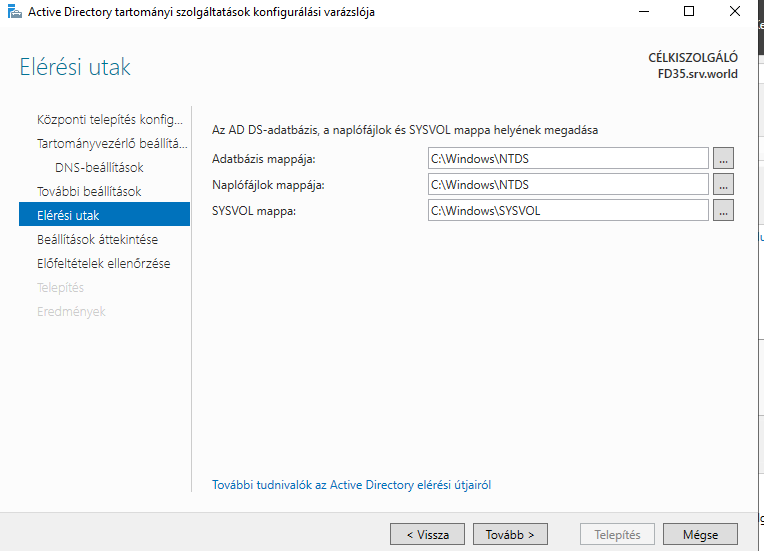 Active Directory tartományi szolgáltatások konfigurálási varázslója
Elérési utak
CÉLKISZOLGÁLÓ
FD35.srv.world
Központi telepítés konfig...
Tartományvezérlő beállítá...
DNS-beállítások
További beállítások
Elérési utak
Beállítások áttekintése
Előfeltételek ellenőrzése
Telepítés
Eredmények
Az AD DS-adatbázis, a naplófájlok és SYSVOL mappa helyének megadása
Adatbázis mappája: C:\Windows\NTDS ...
Naplófájlok mappája: C:\Windows\NTDS ...
SYSVOL mappa: C:\Windows\SYSVOL ...
További tudnivalók az Active Directory elérési útjairól
< Vissza Tovább > Telepítés Mégse